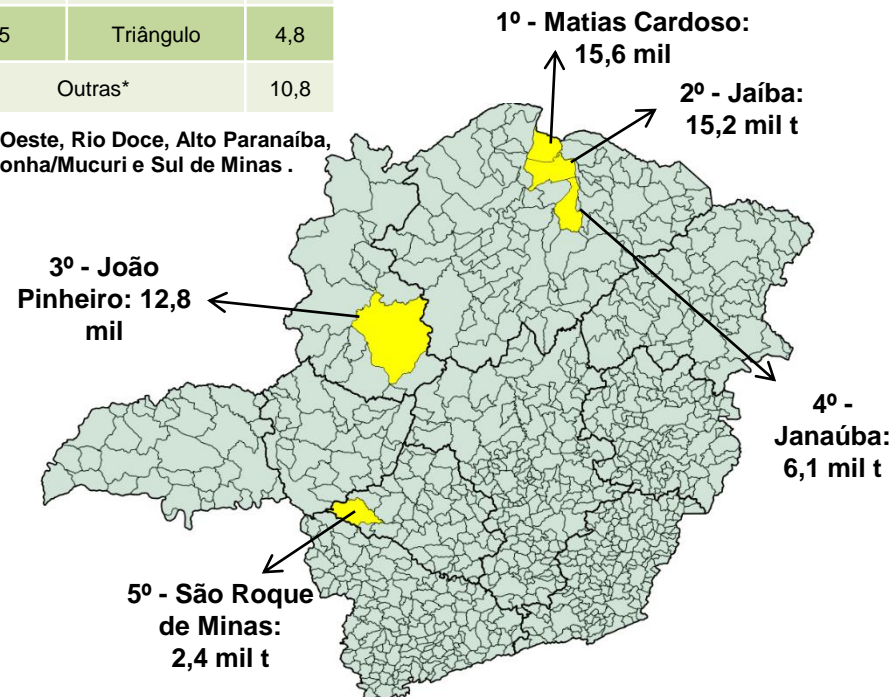 5 Triângulo 4,8
Outras* 10,8
Oeste, Rio Doce, Alto Paranaíba,
onha/Mucuri e Sul de Minas .
1º - Matias Cardoso:
15,6 mil
2º - Jaíba:
15,2 mil t
3º - João
Pinheiro: 12,8
mil
4º -
Janaúba:
6,1 mil t
5º - São Roque
de Minas:
2,4 mil t